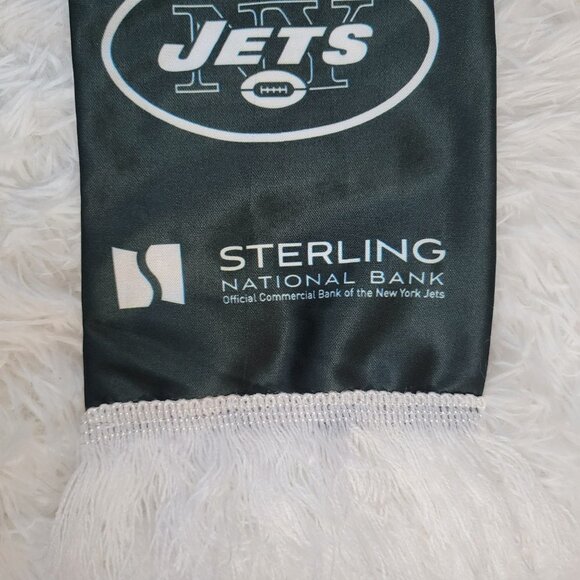 NY
JETS
STERLING
NATIONAL BANK
Official Commercial Bank of the New York Jets